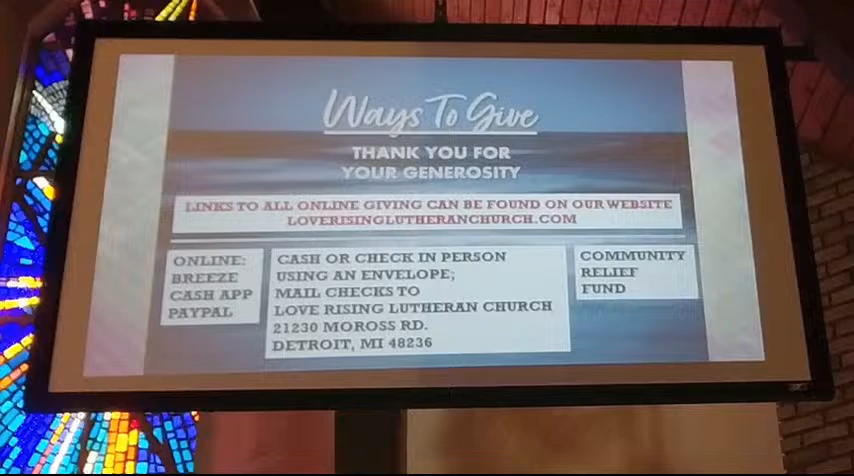 Ways To Give
THANK YOU FOR
YOUR GENEROSITY
LINKS TO ALL ONLINE GIVING CAN BE FOUND ON OUR WEBSITE
LOVERISINGLUTHERANCHURCH.COM
ONLINE:
BREEZE
CASH APP
PAYPAL
CASH OR CHECK IN PERSON
USING AN ENVELOPE;
MAIL CHECKS TO
LOVE RISING LUTHERAN CHURCH
21230 MOROSS RD.
DETROIT, MI 48236
COMMUNITY
RELIEF
FUND